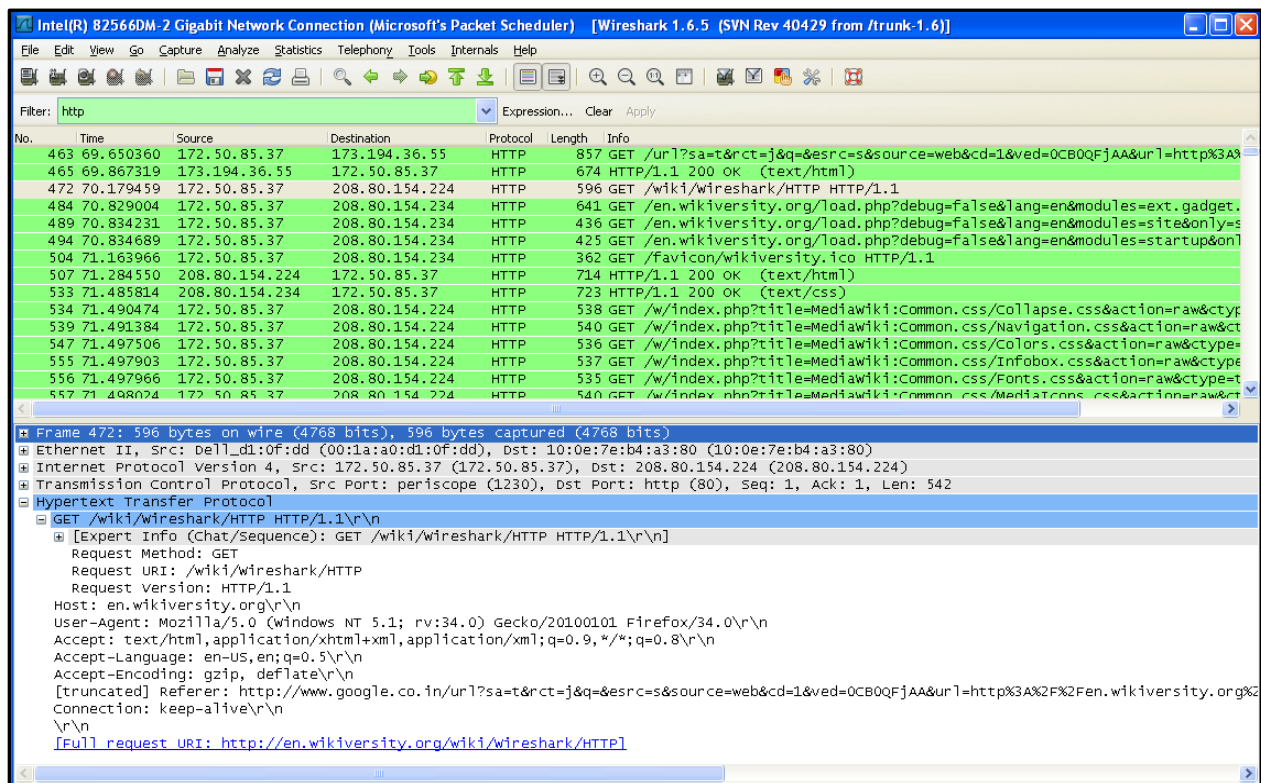 Intel(R) 82566DM-2 Gigabit Network Connection (Microsoft's Packet Scheduler) [Wireshark 1.6.5 (SVN Rev 40429 from /trunk-1.6)]
File Edit View Go Capture Analyze Statistics Telephony Tools Internals Help
Filter: http Expression... Clear Apply
No. Time Source Destination Protocol Length Info
463 69.650360 172.50.85.37 173.194.36.55 HTTP 857 GET /url?sa=t&rct=j&q=&esrc=s&source=web&cd=1&ved=0CB0QFjAA&url=http%3A%
465 69.867319 173.194.36.55 172.50.85.37 HTTP 674 HTTP/1.1 200 OK (text/html)
472 70.179459 172.50.85.37 208.80.154.224 HTTP 596 GET /wiki/Wireshark/HTTP HTTP/1.1
484 70.829004 172.50.85.37 208.80.154.234 HTTP 641 GET /en.wikiversity.org/load.php?debug=false&lang=en&modules=ext.gadget.
489 70.834231 172.50.85.37 208.80.154.234 HTTP 436 GET /en.wikiversity.org/load.php?debug=false&lang=en&modules=site&only=s
494 70.834689 172.50.85.37 208.80.154.234 HTTP 425 GET /en.wikiversity.org/load.php?debug=false&lang=en&modules=startup&onl
504 71.163966 172.50.85.37 208.80.154.234 HTTP 362 GET /favicon/wikiversity.ico HTTP/1.1
507 71.284550 208.80.154.224 172.50.85.37 HTTP 714 HTTP/1.1 200 OK (text/html)
533 71.485814 208.80.154.234 172.50.85.37 HTTP 723 HTTP/1.1 200 OK (text/css)
534 71.490474 172.50.85.37 208.80.154.224 HTTP 538 GET /w/index.php?title=MediaWiki:Common.css/Collapse.css&action=raw&ctyp
539 71.491384 172.50.85.37 208.80.154.224 HTTP 540 GET /w/index.php?title=MediaWiki:Common.css/Navigation.css&action=raw&ct
547 71.497506 172.50.85.37 208.80.154.224 HTTP 536 GET /w/index.php?title=MediaWiki:Common.css/Colors.css&action=raw&ctype=
555 71.497903 172.50.85.37 208.80.154.224 HTTP 537 GET /w/index.php?title=MediaWiki:Common.css/Infobox.css&action=raw&ctype
556 71.497966 172.50.85.37 208.80.154.224 HTTP 535 GET /w/index.php?title=MediaWiki:Common.css/Fonts.css&action=raw&ctype=t
557 71.498024 172.50.85.37 208.80.154.224 HTTP 540 GET /w/index.php?title=MediaWiki:Common.css/MediaIcons.css&action=raw&ct
Frame 472: 596 bytes on wire (4768 bits), 596 bytes captured (4768 bits)
Ethernet II, Src: Dell_d1:0f:dd (00:1a:a0:d1:0f:dd), Dst: 10:0e:7e:b4:a3:80 (10:0e:7e:b4:a3:80)
Internet Protocol Version 4, Src: 172.50.85.37 (172.50.85.37), Dst: 208.80.154.224 (208.80.154.224)
Transmission Control Protocol, Src Port: periscope (1230), Dst Port: http (80), Seq: 1, Ack: 1, Len: 542
Hypertext Transfer Protocol
GET /wiki/Wireshark/HTTP HTTP/1.1\r\n
[Expert Info (Chat/Sequence): GET /wiki/Wireshark/HTTP HTTP/1.1\r\n]
Request Method: GET
Request URI: /wiki/Wireshark/HTTP
Request Version: HTTP/1.1
Host: en.wikiversity.org\r\n
User-Agent: Mozilla/5.0 (Windows NT 5.1; rv:34.0) Gecko/20100101 Firefox/34.0\r\n
Accept: text/html,application/xhtml+xml,application/xml;q=0.9,*/*;q=0.8\r\n
Accept-Language: en-US,en;q=0.5\r\n
Accept-Encoding: gzip, deflate\r\n
[truncated] Referer: http://www.google.co.in/url?sa=t&rct=j&q=&esrc=s&source=web&cd=1&ved=0CB0QFjAA&url=http%3A%2F%2Fen.wikiversity.org%2
Connection: keep-alive\r\n
\r\n
[Full request URI: http://en.wikiversity.org/wiki/Wireshark/HTTP]